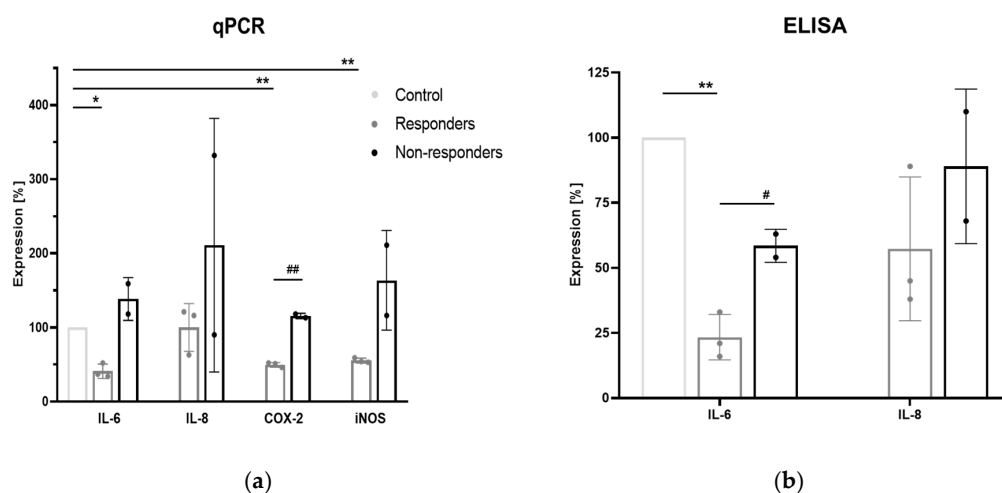 qPCR
**
**
*
Control
Responders
Non-responders
##
Expression [%]
400
300
200
100
0
IL-6 IL-8 COX-2 iNOS
(a)
ELISA
**
#
Expression [%]
125
100
75
50
25
0
IL-6 IL-8
(b)